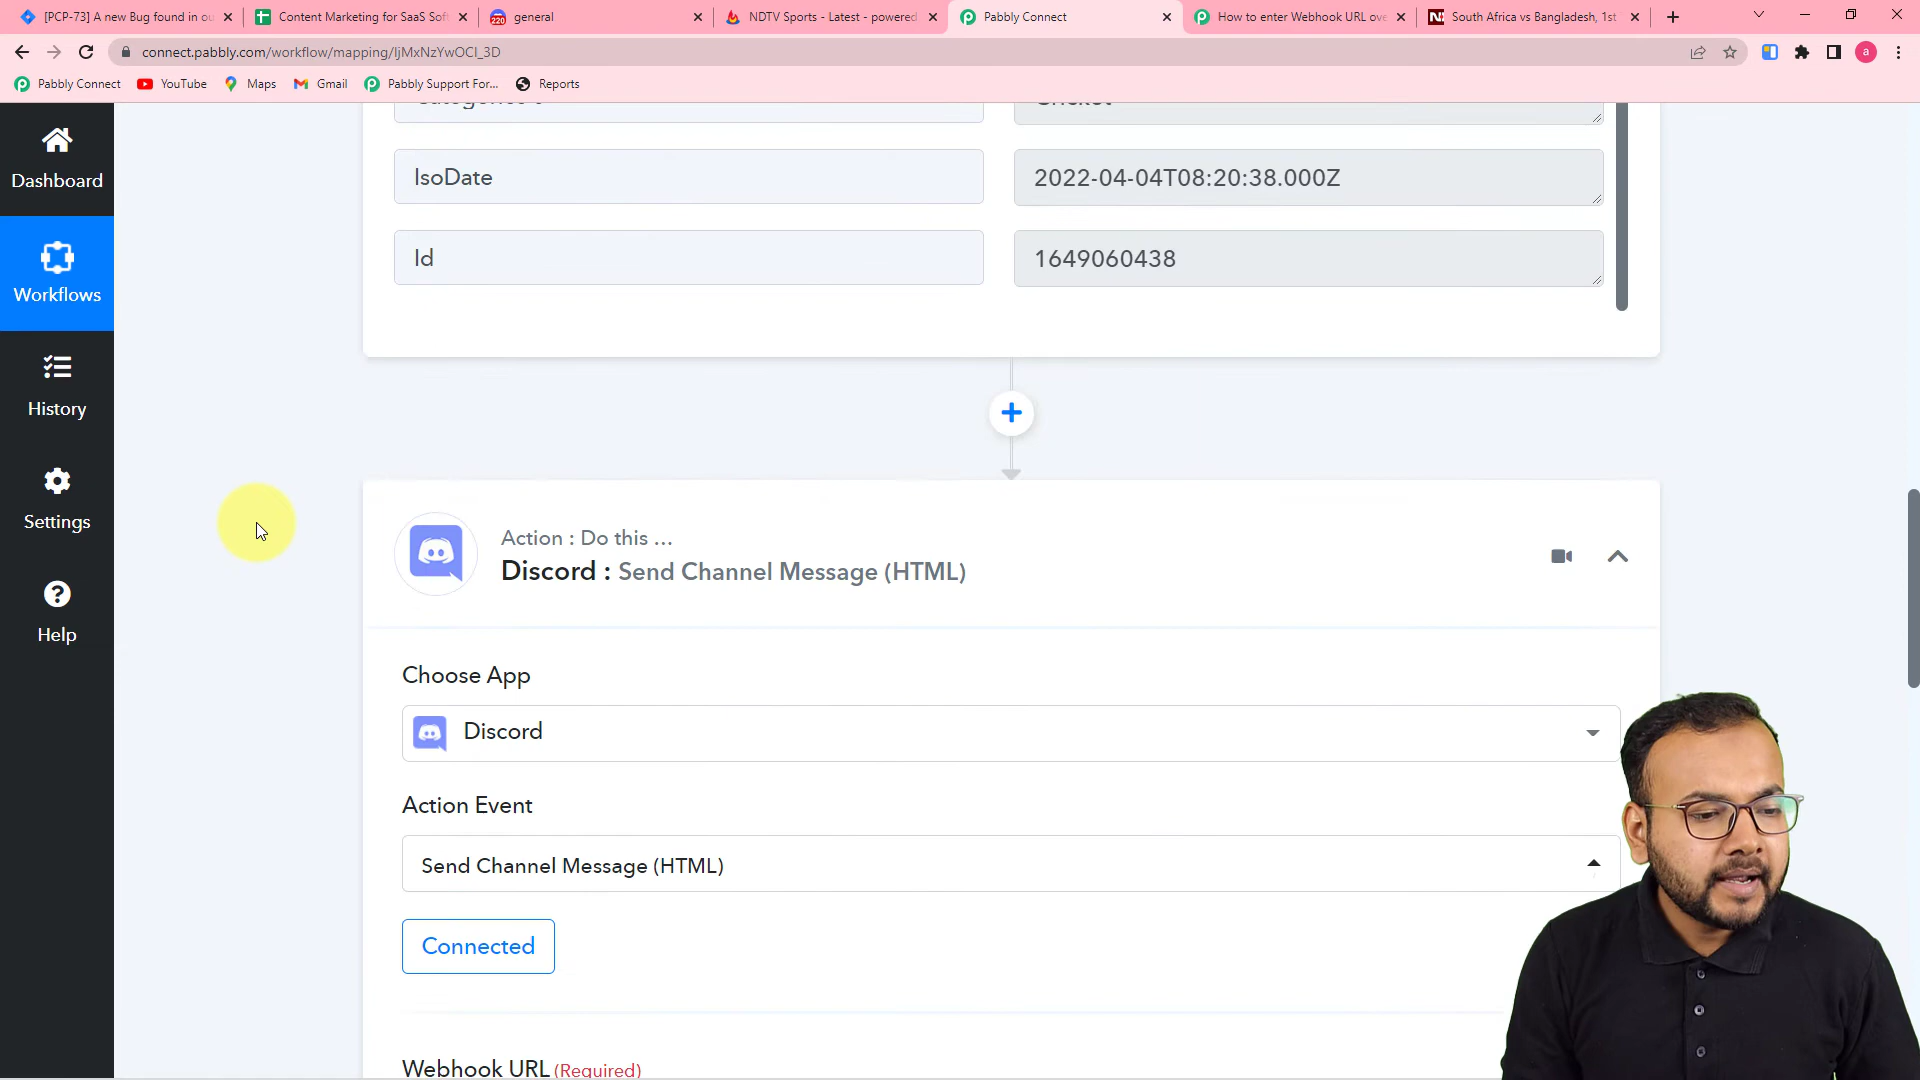 [PCP-73] A new Bug found in ou
Content Marketing for SaaS Soft
220
general
NDTV Sports - Latest - powered
Pabbly Connect
How to enter Webhook URL ove
N
South Africa vs Bangladesh, 1st
connect.pabbly.com/workflow/mapping/IjMxNzYwOCI_3D
a
Pabbly Connect
YouTube
Maps
Gmail
Pabbly Support For...
Reports
Dashboard
Workflows
History
Settings
Help
Cricket
IsoDate
2022-04-04T08:20:38.000Z
Id
1649060438
Action : Do this ...
Discord : Send Channel Message (HTML)
Choose App
Discord
Action Event
Send Channel Message (HTML)
Connected
Webhook URL (Required)